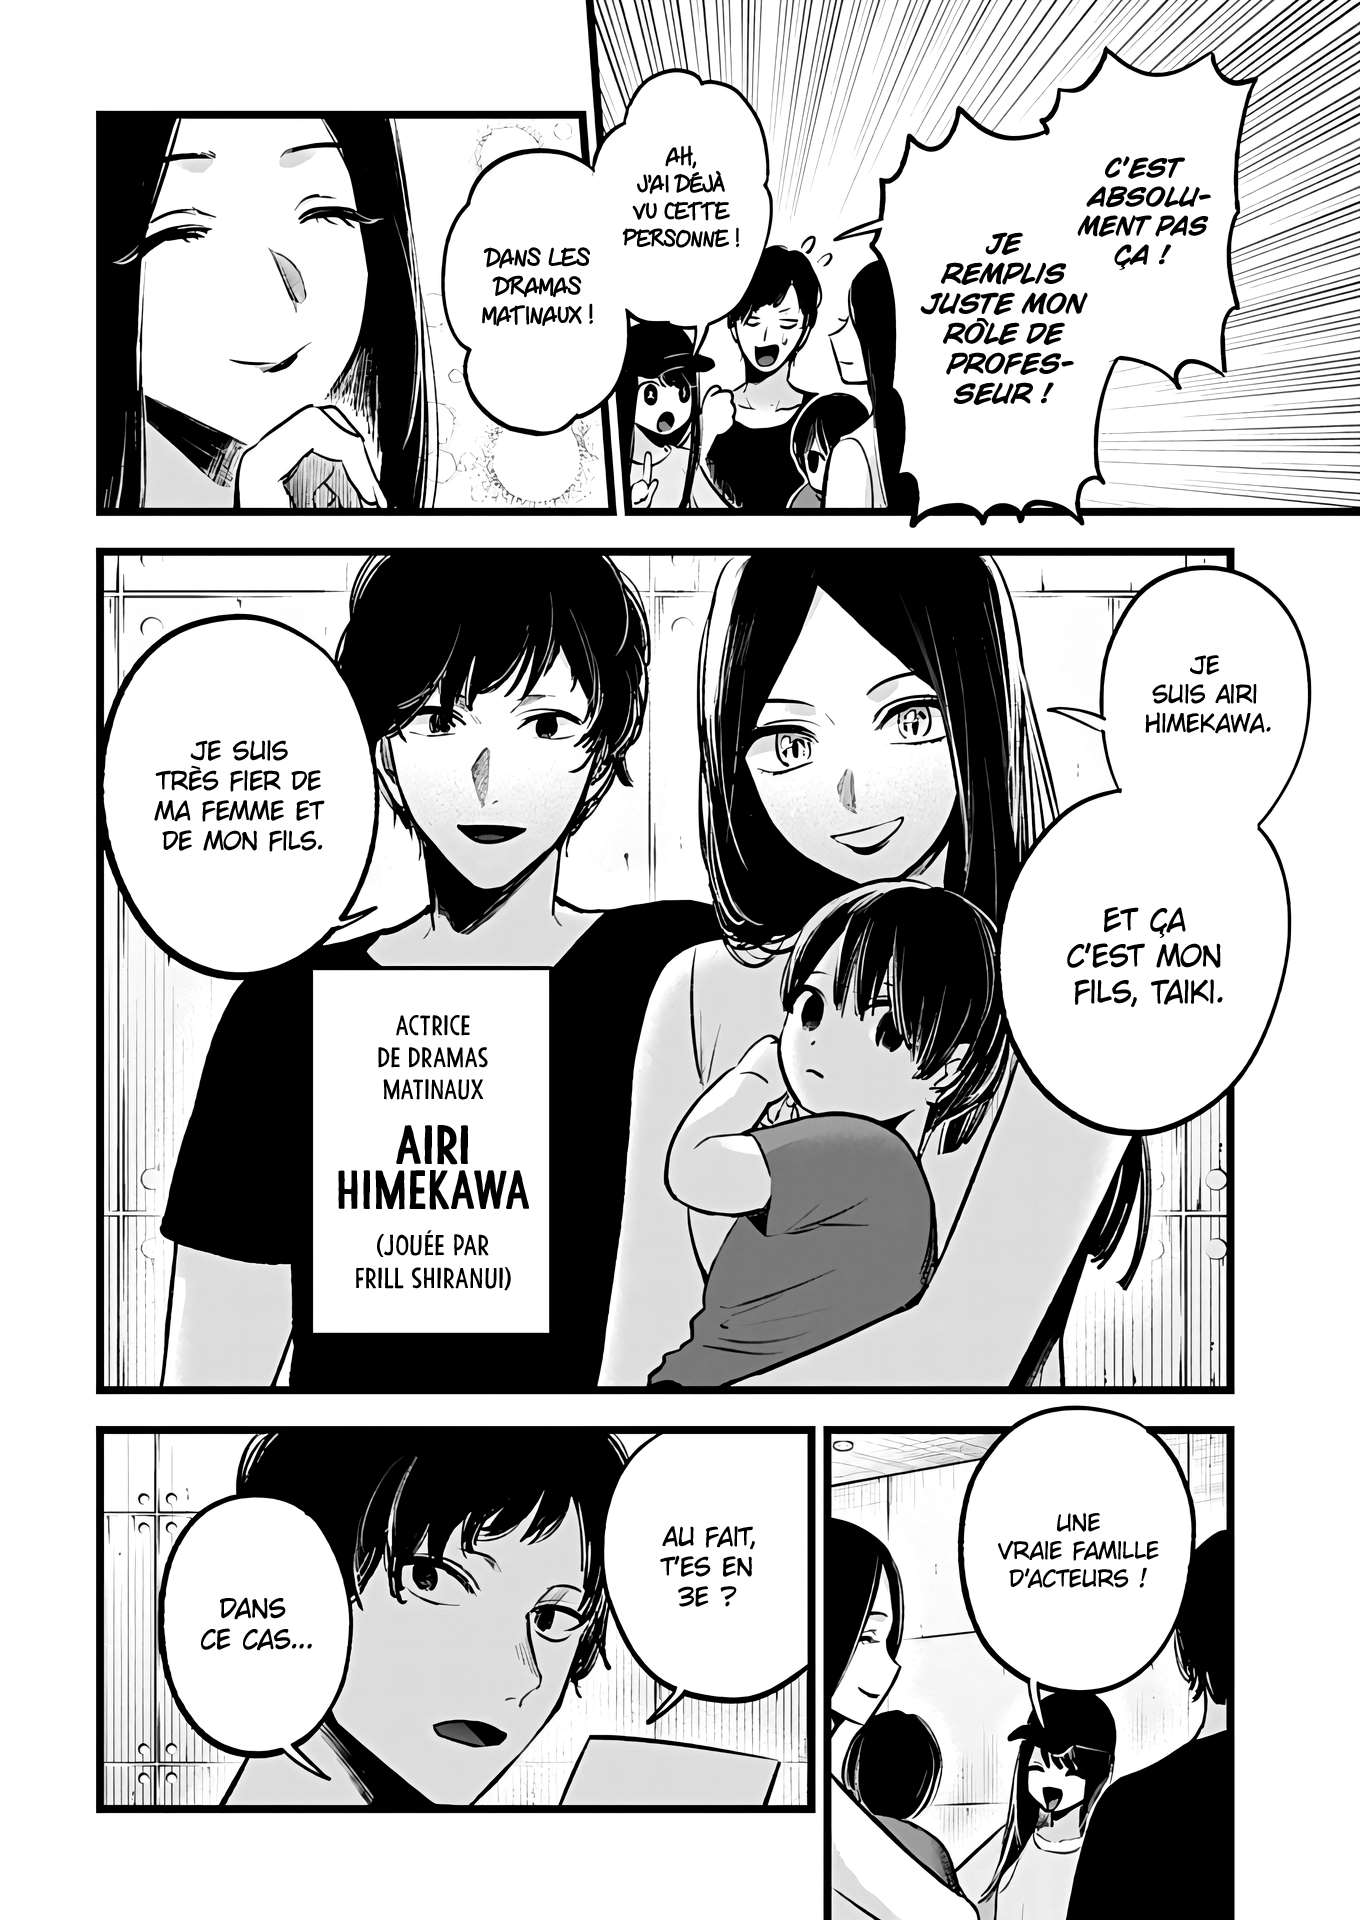 C'EST
ABSOLU-
MENT PAS
ÇA !
JE
REMPLIS
JUSTE MON
RÔLE DE
PROFES-
SEUR !
AH,
J'AI DÉJÀ
VU CETTE
PERSONNE !
DANS LES
DRAMAS
MATINAUX !
JE
SUIS AIRI
HIMEKAWA.
ET ÇA
C'EST MON
FILS, TAIKI.
JE SUIS
TRÈS FIER DE
MA FEMME ET
DE MON FILS.
ACTRICE
DE DRAMAS
MATINAUX
AIRI
HIMEKAWA
(JOUÉE PAR
FRILL SHIRANUI)
UNE
VRAIE FAMILLE
D'ACTEURS !
AU FAIT,
T'ES EN
3E ?
DANS
CE CAS...